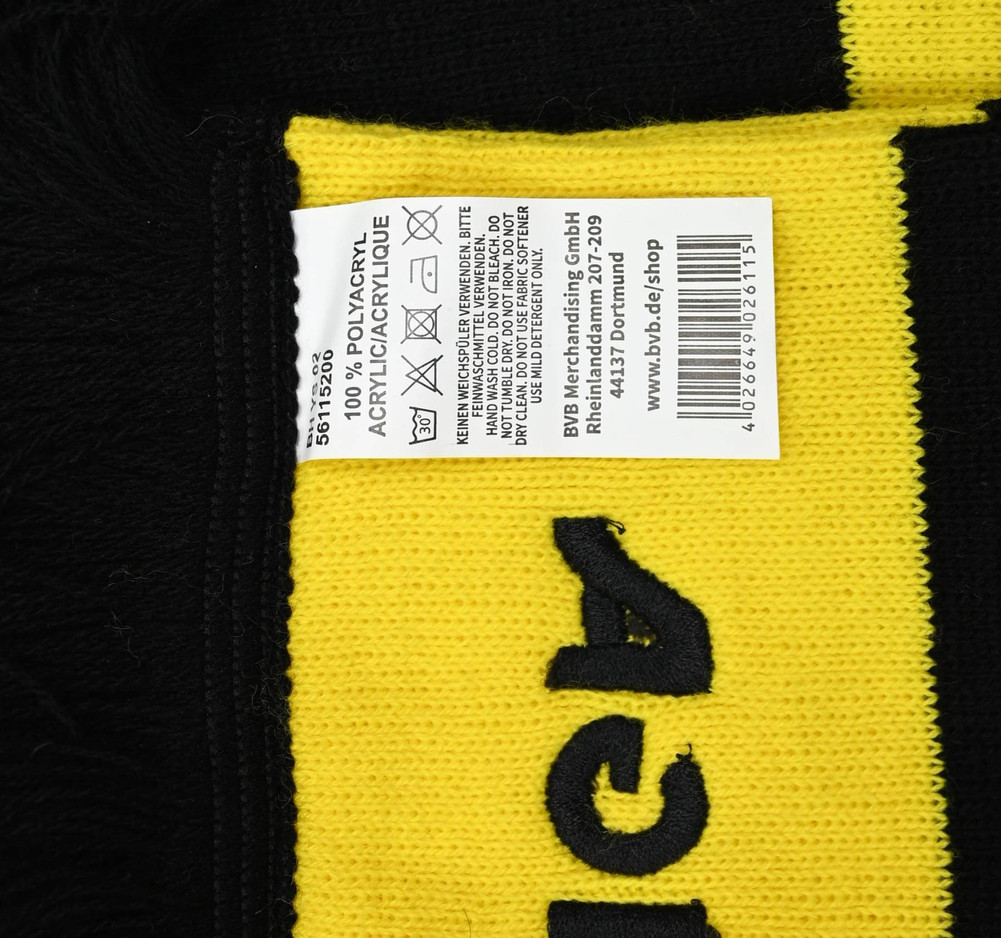 56115200
100 % POLYACRYL
ACRYLIC/ACRYLIQUE
30°
KEINEN WEICHSPÜLER VERWENDEN. BITTE
FEINWASCHMITTEL VERWENDEN.
HAND WASH COLD. DO NOT BLEACH. DO
NOT TUMBLE DRY. DO NOT IRON. DO NOT
DRY CLEAN. DO NOT USE FABRIC SOFTENER
USE MILD DETERGENT ONLY.
BVB Merchandising GmbH
Rheinlanddamm 207-209
44137 Dortmund
www.bvb.de/shop
4 026649 026115
IGA